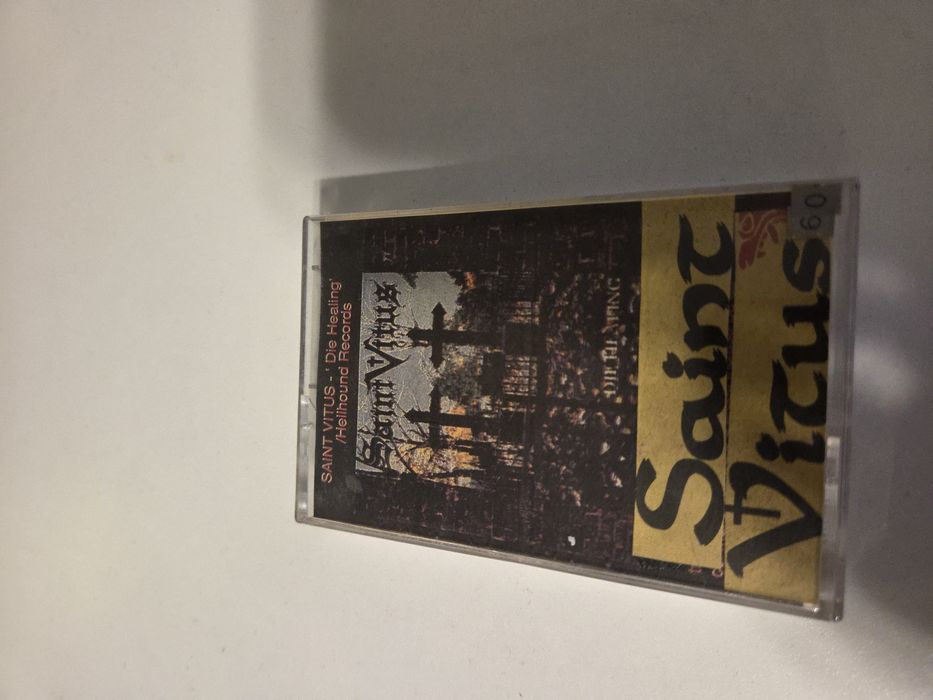 SAINT VITUS - ' Die Healing'
/Hellhound Records
Saint Vitus
DIE HEALING
Saint
Vitus
60